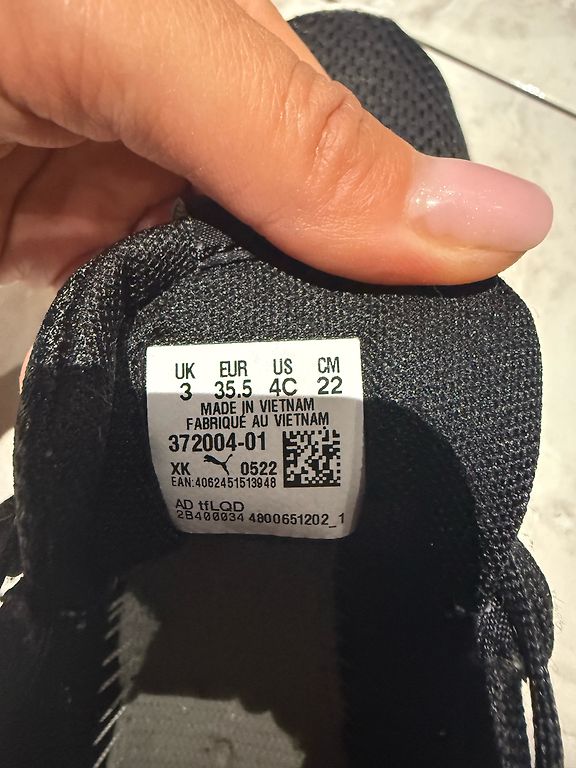 UK EUR US CM
3 35.5 4C 22
MADE IN VIETNAM
FABRIQUÉ AU VIETNAM
372004-01
XK 0522
EAN:4062451513948
AD tfLQD
2B400034 4800651202_1